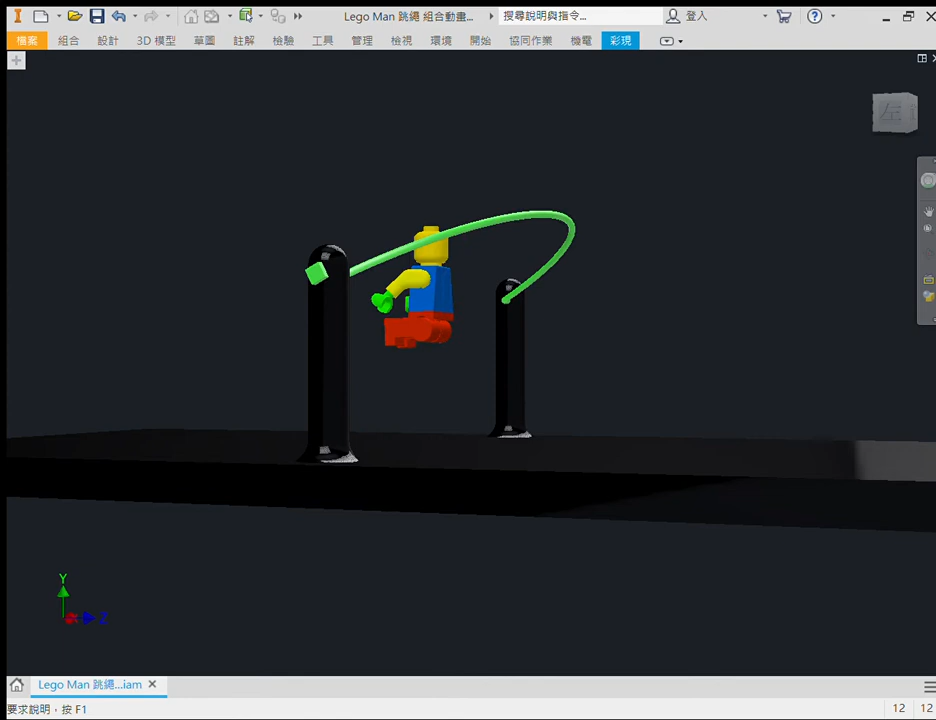 Lego Man 跳繩 組合動畫... 搜尋說明與指令... 登入
檔案 組合 設計 3D 模型 草圖 註解 檢驗 工具 管理 檢視 環境 開始 協同作業 機電 彩現
左
Y
Z
Lego Man 跳繩...iam
要求說明，按 F1 12 12